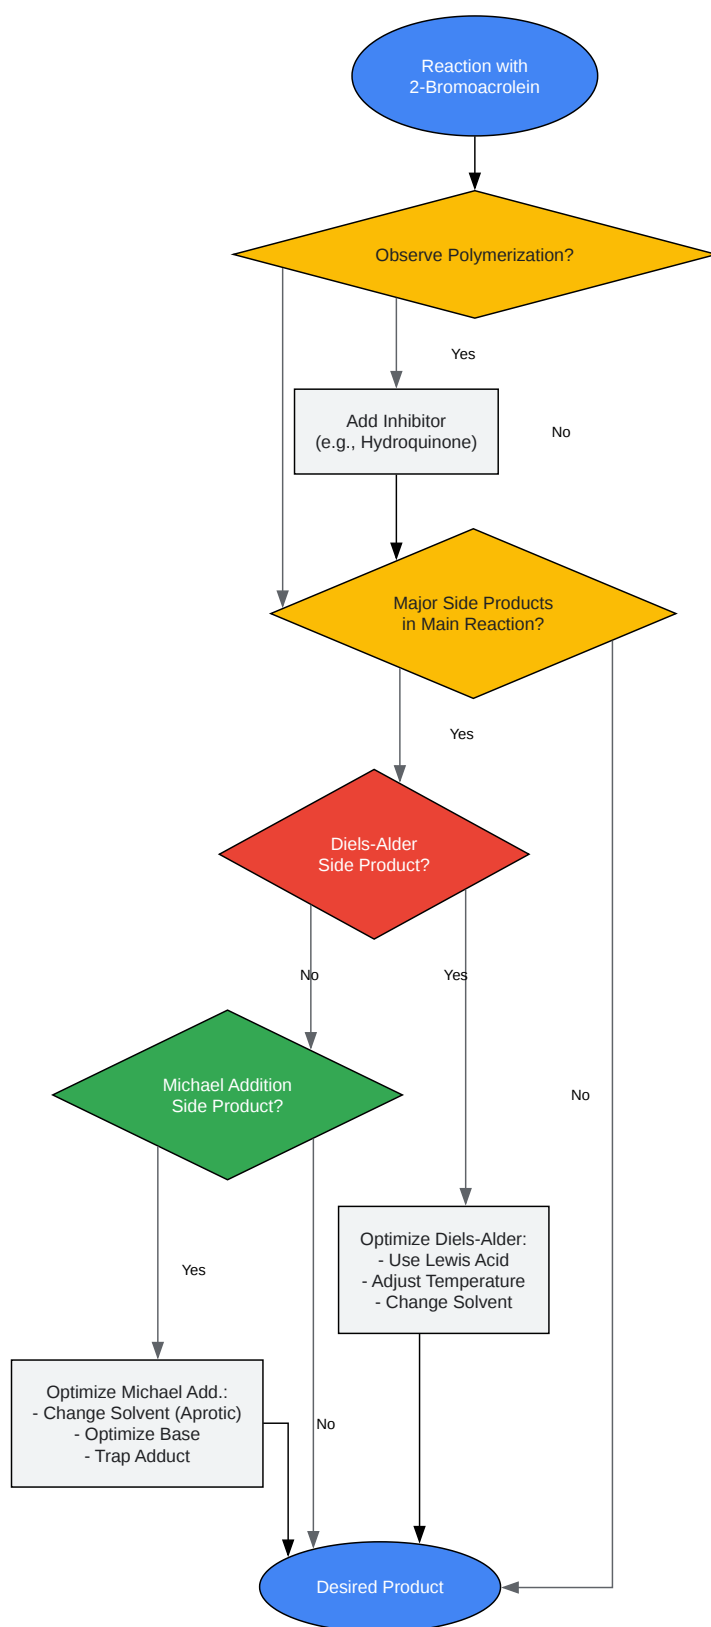 Reaction with
2-Bromoacrolein
Observe Polymerization?
Yes
Add Inhibitor
(e.g., Hydroquinone)
No
Major Side Products
in Main Reaction?
Yes
Diels-Alder
Side Product?
No
Yes
Michael Addition
Side Product?
No
Optimize Diels-Alder:
- Use Lewis Acid
- Adjust Temperature
- Change Solvent
Yes
Optimize Michael Add.:
- Change Solvent (Aprotic)
- Optimize Base
- Trap Adduct
No
Desired Product